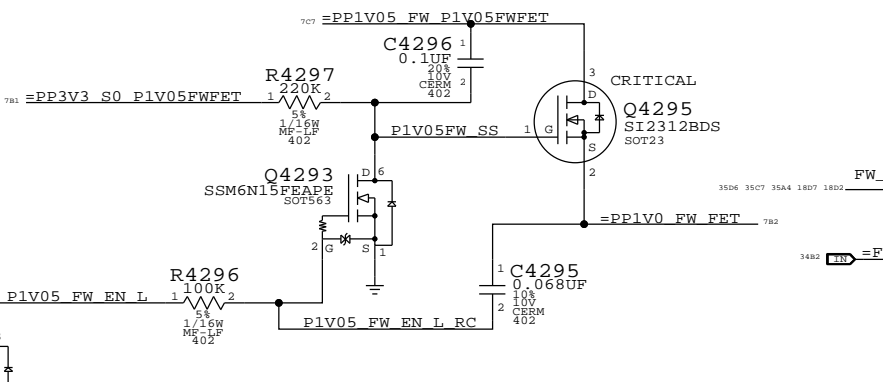 7C7 =PP1V05_FW_P1V05FWFET
C4296 1
0.1UF
20%
10V
CERM
402
2
R4297
220K
7B1 =PP3V3_S0_P1V05FWFET 1 2
5%
1/16W
MF-LF
402
3
CRITICAL
D
Q4295
P1V05FW_SS 1 G
SI2312BDS
SOT23
S
2
Q4293
D 6
SSM6N15FEAPE
SOT563
2 G S 1
35D6 35C7 35A4 18D7 18D2 FW_
=PP1V0_FW_FET 7B2
34B2 IN =F
R4296
100K
P1V05_FW_EN_L 1 2
5%
1/16W
MF-LF
402
1 C4295
0.068UF
10%
10V
CERM
402
2
P1V05_FW_EN_L_RC